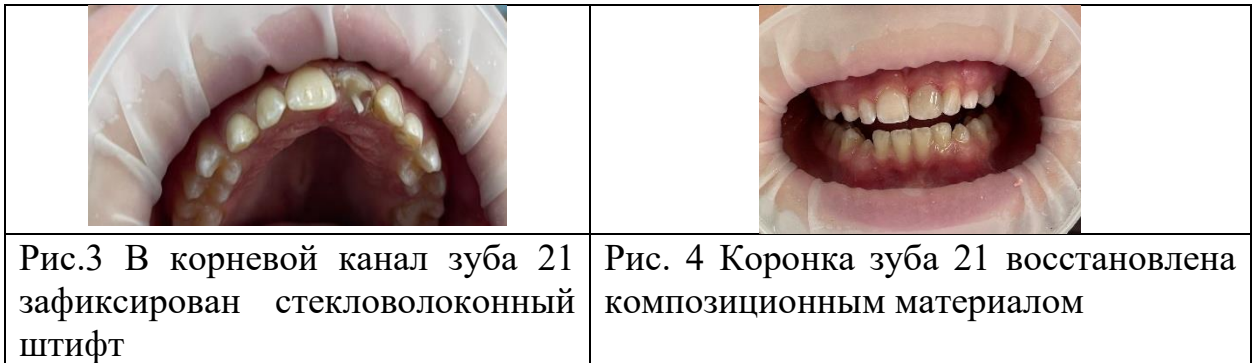 Рис.3 В корневой канал зуба 21
зафиксирован стекловолоконный
штифт
Рис. 4 Коронка зуба 21 восстановлена
композиционным материалом